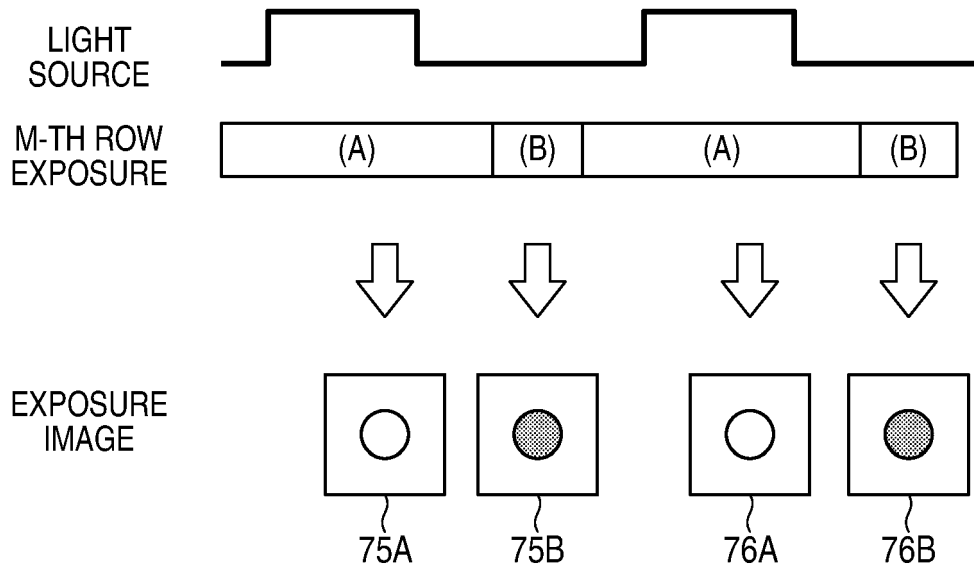 LIGHT
SOURCE
M-TH ROW
EXPOSURE
(A) (B) (A) (B)
EXPOSURE
IMAGE
75A 75B 76A 76B